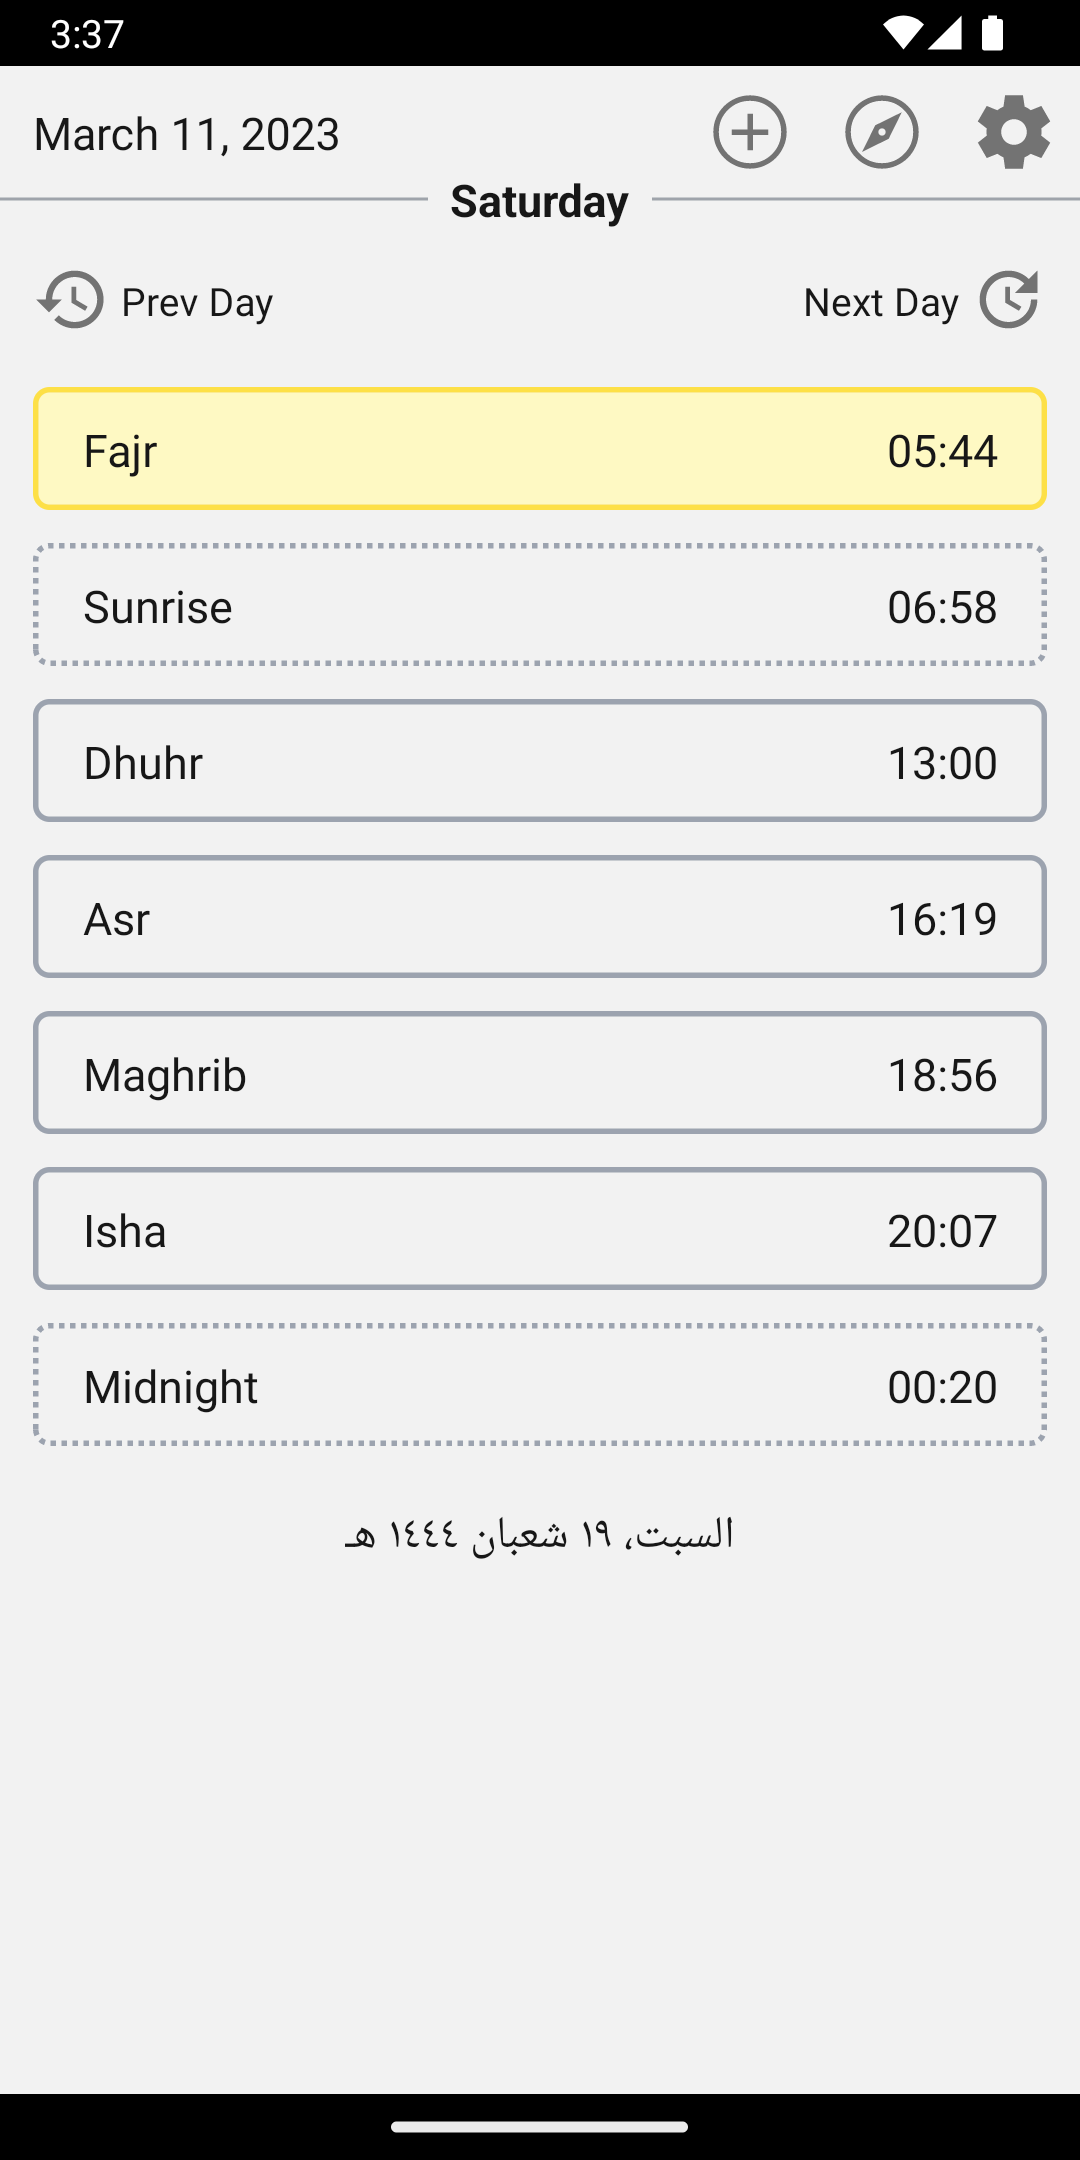 3:37
March 11, 2023
Saturday
Prev Day
Next Day
Fajr 05:44
Sunrise 06:58
Dhuhr 13:00
Asr 16:19
Maghrib 18:56
Isha 20:07
Midnight 00:20
السبت، ١٩ شعبان ١٤٤٤ هـ